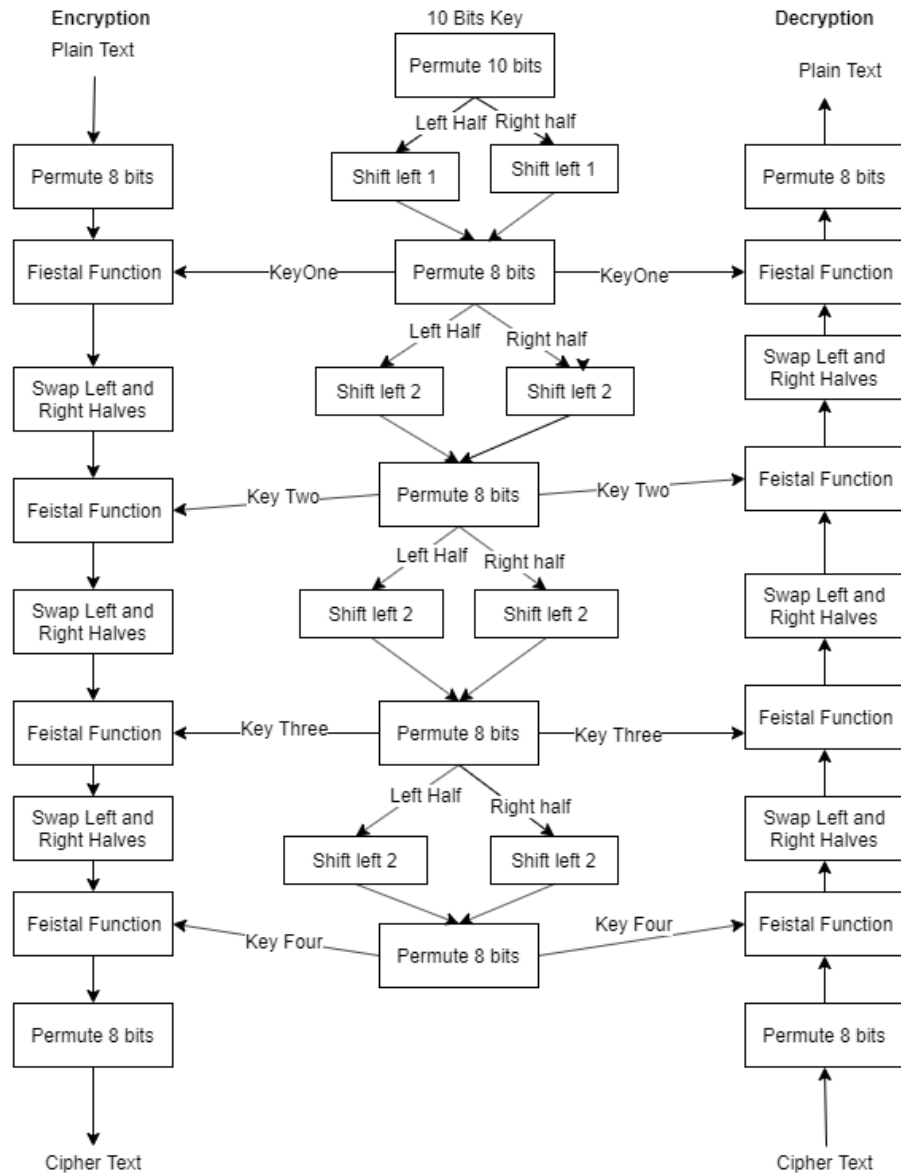 Encryption
10 Bits Key
Decryption
Plain Text
Permute 10 bits
Plain Text
Left Half
Right half
Permute 8 bits
Shift left 1
Shift left 1
Permute 8 bits
Fiestal Function
KeyOne
Permute 8 bits
KeyOne
Fiestal Function
Left Half
Right half
Swap Left and
Right Halves
Shift left 2
Shift left 2
Swap Left and
Right Halves
Feistal Function
Key Two
Permute 8 bits
Key Two
Feistal Function
Left Half
Right half
Swap Left and
Right Halves
Shift left 2
Shift left 2
Swap Left and
Right Halves
Feistal Function
Key Three
Permute 8 bits
Key Three
Feistal Function
Left Half
Right half
Swap Left and
Right Halves
Shift left 2
Shift left 2
Swap Left and
Right Halves
Feistal Function
Key Four
Permute 8 bits
Key Four
Feistal Function
Permute 8 bits
Permute 8 bits
Cipher Text
Cipher Text